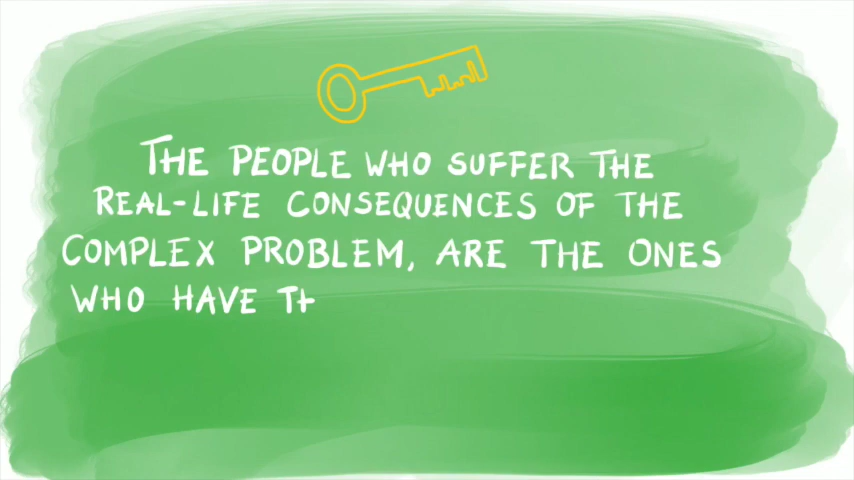 THE PEOPLE WHO SUFFER THE
REAL-LIFE CONSEQUENCES OF THE
COMPLEX PROBLEM, ARE THE ONES
WHO HAVE